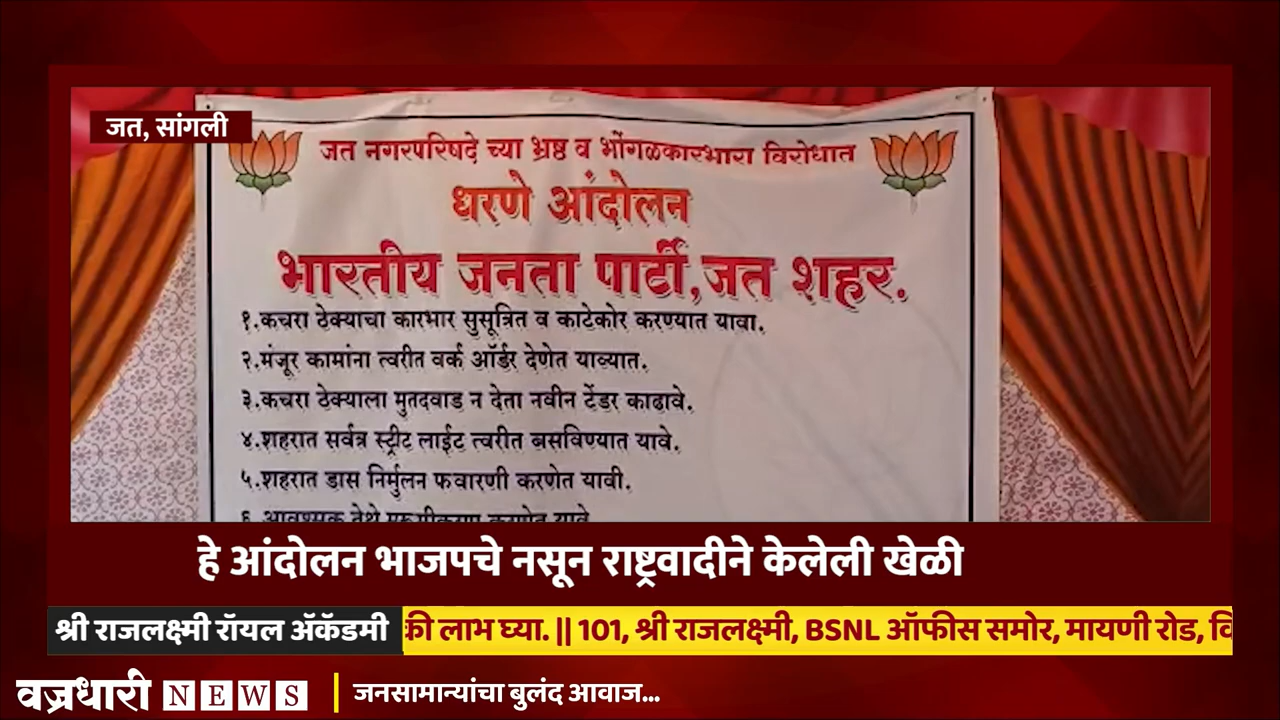 जत, सांगली
जत नगरपरिषदे च्या भ्रष्ठ व भोंगळकारभारा विरोधात
धरणे आंदोलन
भारतीय जनता पार्टी,जत शहर.
१.कचरा ठेक्याचा कारभार सुसूत्रित व काटेकोर करण्यात यावा.
२.मंजूर कामांना त्वरीत वर्क ऑर्डर देणेत याव्यात.
३.कचरा ठेक्याला मुतदवाड न देता नवीन टेंडर काढावे.
४.शहरात सर्वत्र स्ट्रीट लाईट त्वरीत बसविण्यात यावे.
५.शहरात डास निर्मुलन फवारणी करणेत यावी.
हे आंदोलन भाजपचे नसून राष्ट्रवादीने केलेली खेळी
श्री राजलक्ष्मी रॉयल ॲकॅडमी
लाभ घ्या. || 101, श्री राजलक्ष्मी, BSNL ऑफीस समोर, मायणी रोड,
वज्रधारी NEWS
जनसामान्यांचा बुलंद आवाज...